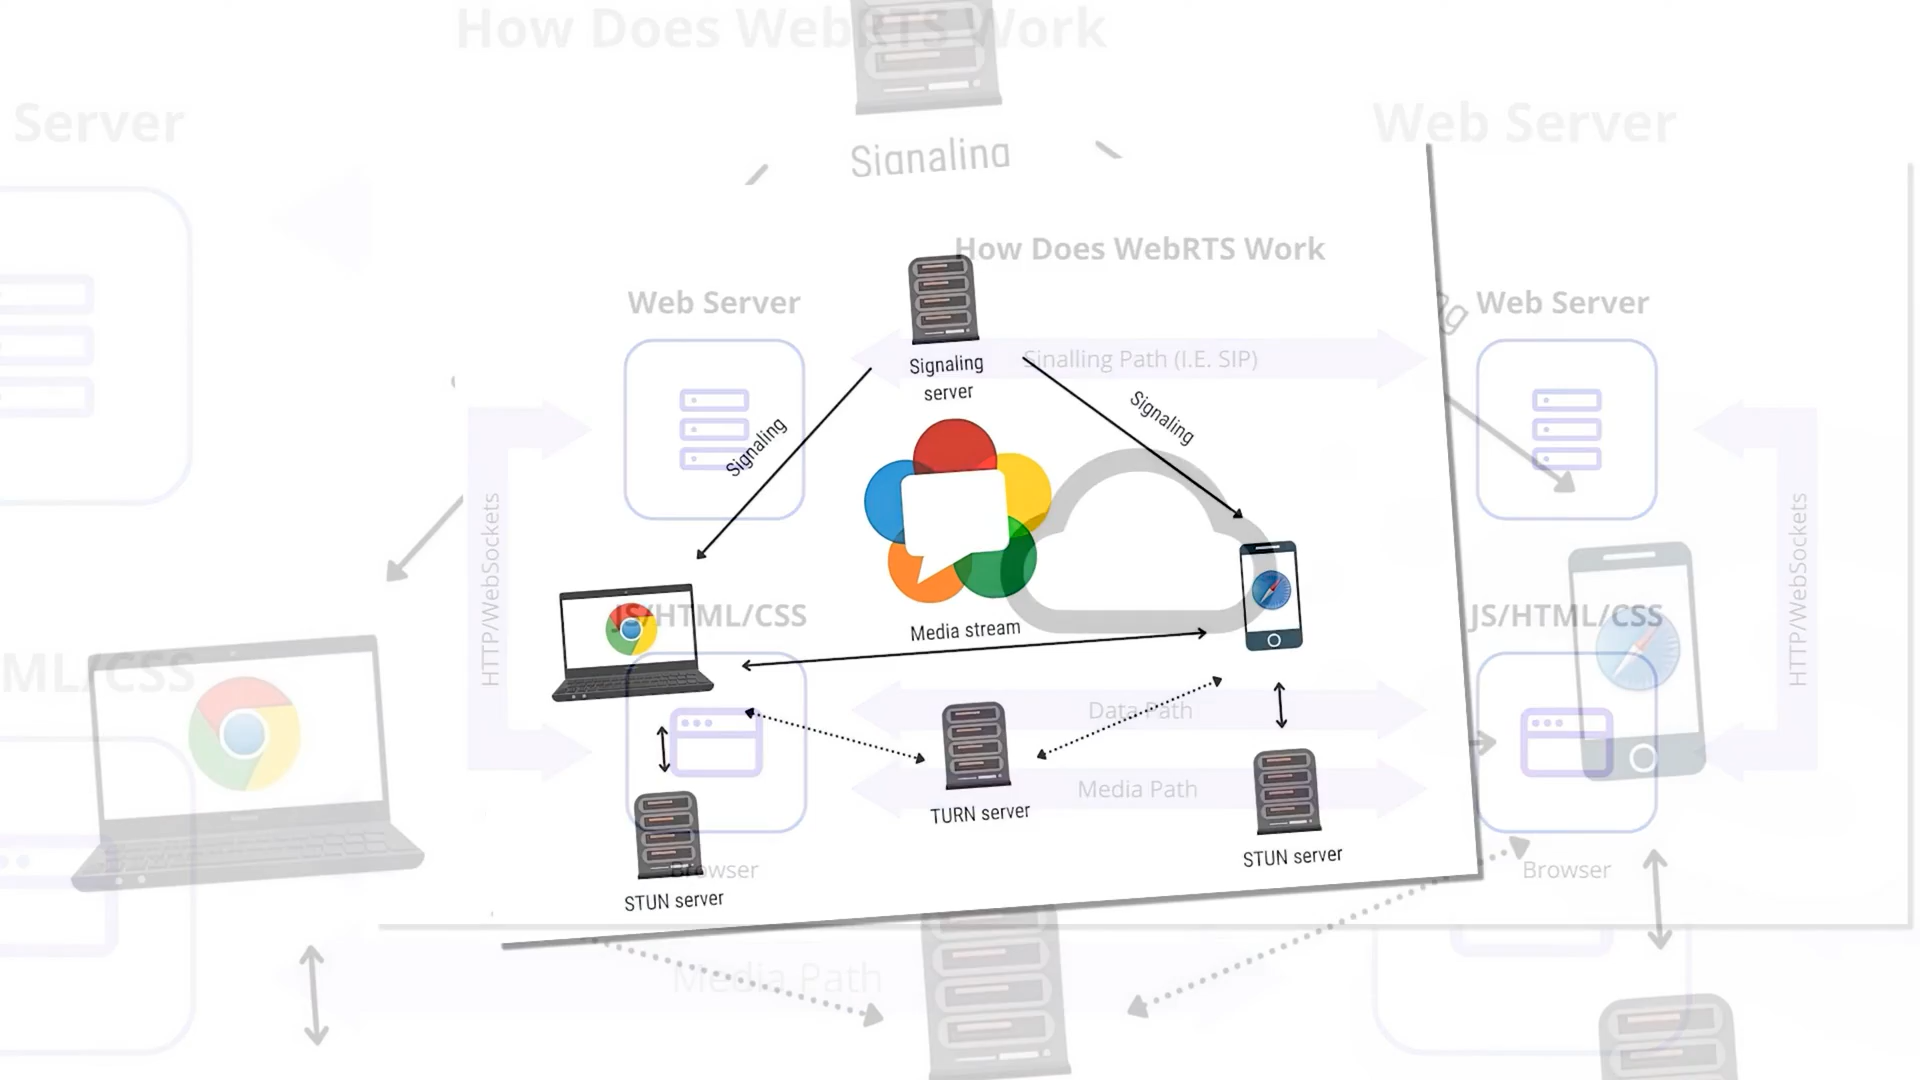 How Does WebRTS Work
Server
Web Server
Signaling
How Does WebRTS Work
Web Server
Web Server
Signaling
server
Sinalling Path (I.E. SIP)
Signaling
Signaling
HTTP/WebSockets
HTTP/WebSockets
JS/HTML/CSS
JS/HTML/CSS
Media stream
ML/CSS
Data Path
Media Path
TURN server
STUN server
Browser
Browser
STUN server
Media Path